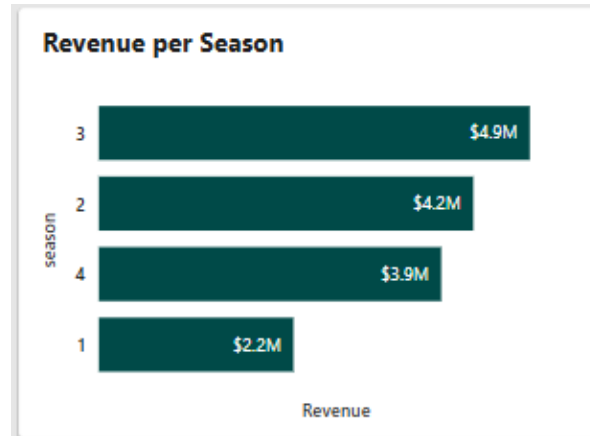 Revenue per Season
3 $4.9M
2 $4.2M
season
4 $3.9M
1 $2.2M
Revenue